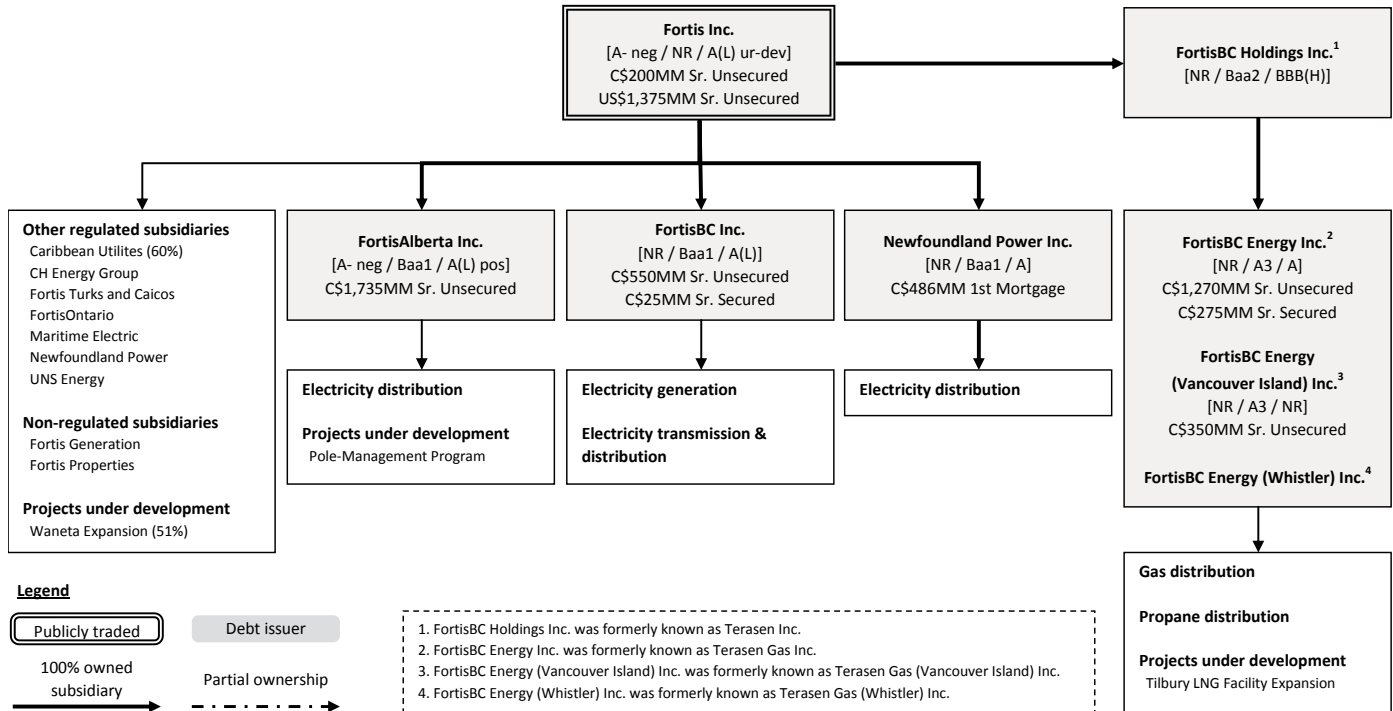 Fortis Inc.
[A- neg / NR / A(L) ur-dev]
C$200MM Sr. Unsecured
US$1,375MM Sr. Unsecured
FortisBC Holdings Inc.1
[NR / Baa2 / BBB(H)]
Other regulated subsidiaries
Caribbean Utilites (60%)
CH Energy Group
Fortis Turks and Caicos
FortisOntario
Maritime Electric
Newfoundland Power
UNS Energy
Non-regulated subsidiaries
Fortis Generation
Fortis Properties
Projects under development
Waneta Expansion (51%)
FortisAlberta Inc.
[A- neg / Baa1 / A(L) pos]
C$1,735MM Sr. Unsecured
Electricity distribution
Projects under development
Pole-Management Program
FortisBC Inc.
[NR / Baa1 / A(L)]
C$550MM Sr. Unsecured
C$25MM Sr. Secured
Electricity generation
Electricity transmission &
distribution
Newfoundland Power Inc.
[NR / Baa1 / A]
C$486MM 1st Mortgage
Electricity distribution
FortisBC Energy Inc.2
[NR / A3 / A]
C$1,270MM Sr. Unsecured
C$275MM Sr. Secured
FortisBC Energy
(Vancouver Island) Inc.3
[NR / A3 / NR]
C$350MM Sr. Unsecured
FortisBC Energy (Whistler) Inc.4
Gas distribution
Propane distribution
Projects under development
Tilbury LNG Facility Expansion
Legend
Publicly traded
Debt issuer
100% owned
subsidiary
Partial ownership
1. FortisBC Holdings Inc. was formerly known as Terasen Inc.
2. FortisBC Energy Inc. was formerly known as Terasen Gas Inc.
3. FortisBC Energy (Vancouver Island) Inc. was formerly known as Terasen Gas (Vancouver Island) Inc.
4. FortisBC Energy (Whistler) Inc. was formerly known as Terasen Gas (Whistler) Inc.